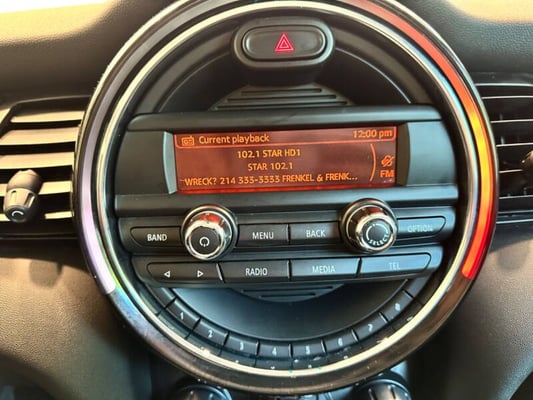 Current playback 12:00 pm
102.1 STAR HD1
STAR 102.1
WRECK? 214 333-3333 FRENKEL & FRENK...
FM
BAND MENU BACK SELECT OPTION
RADIO MEDIA TEL
1 2 3 4 5 6 7 8